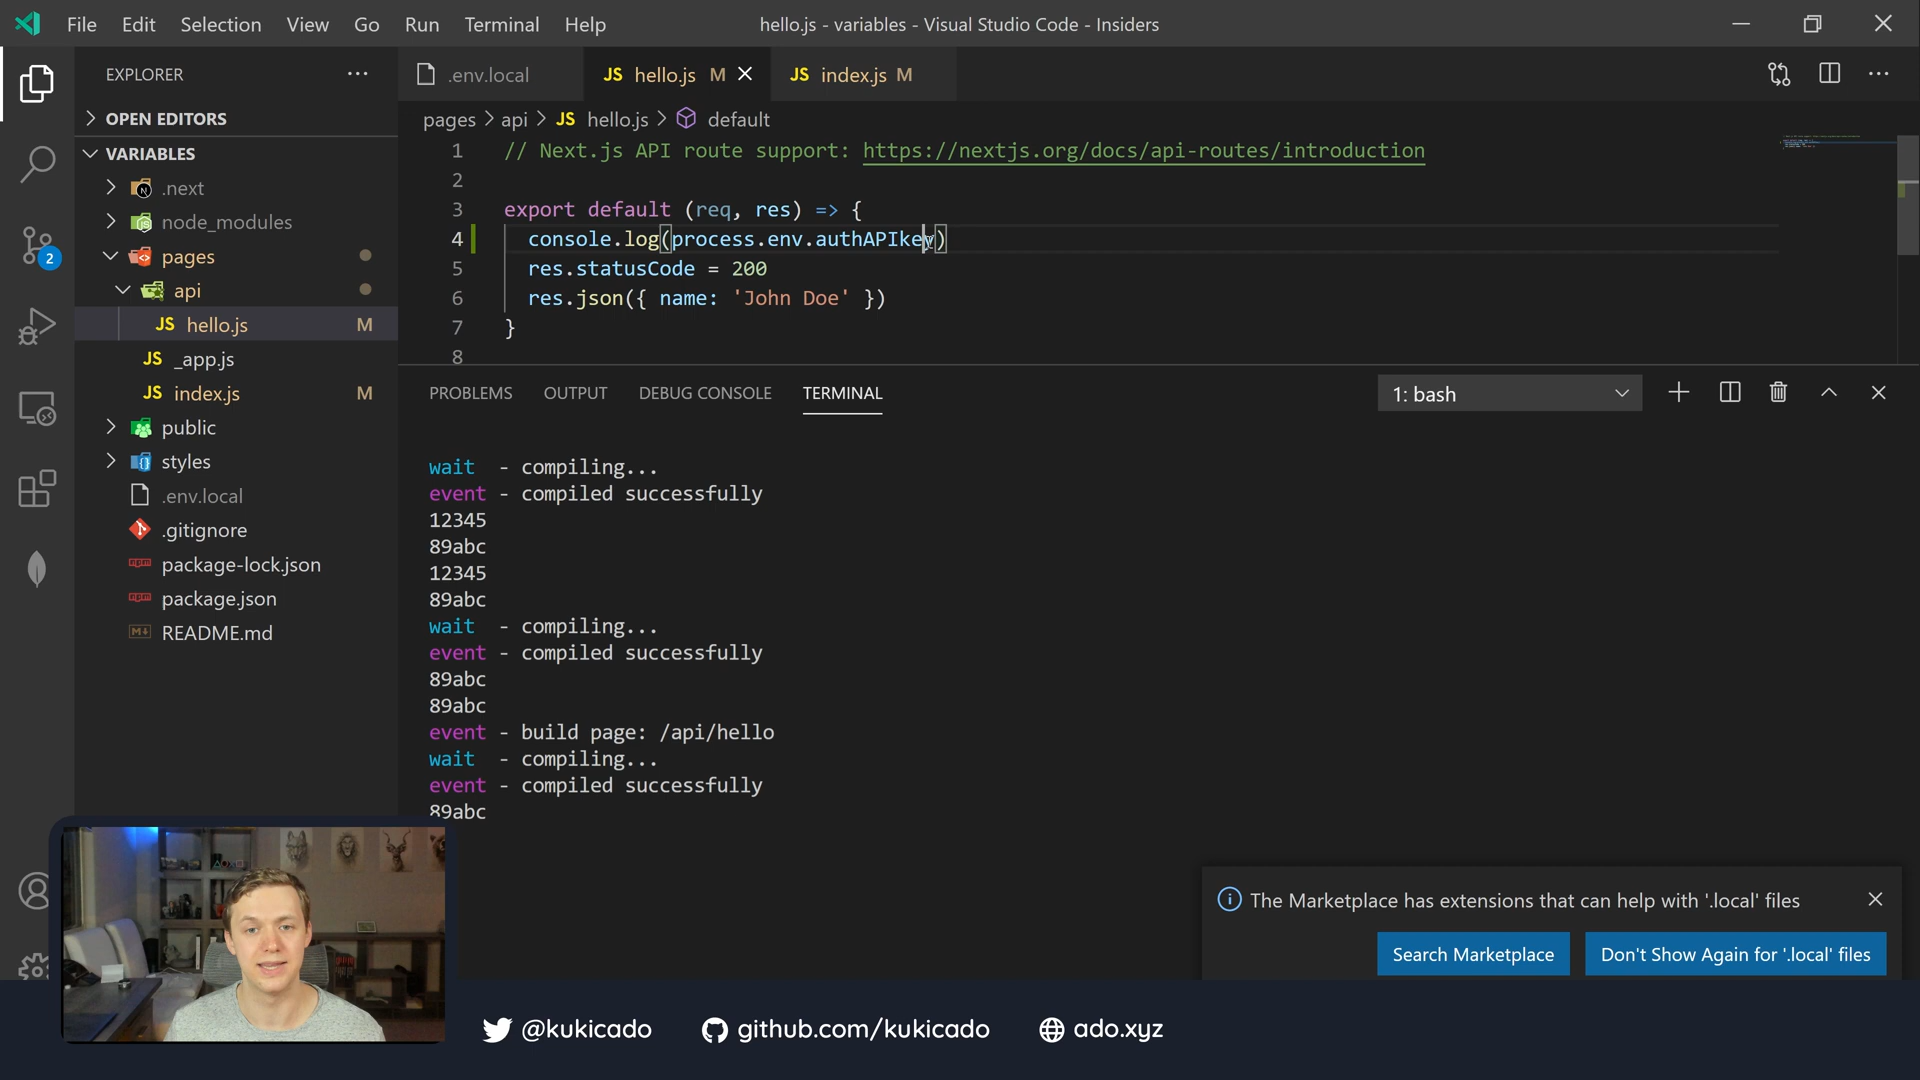 File Edit Selection View Go Run Terminal Help
hello.js - variables - Visual Studio Code - Insiders
EXPLORER
OPEN EDITORS
VARIABLES
.next
node_modules
pages
api
JS hello.js M
JS _app.js
JS index.js M
public
styles
.env.local
.gitignore
package-lock.json
package.json
README.md
.env.local
JS hello.js M
JS index.js M
pages > api > JS hello.js > default
1 // Next.js API route support: https://nextjs.org/docs/api-routes/introduction
2
3 export default (req, res) => {
4 console.log(process.env.authAPIkey)
5 res.statusCode = 200
6 res.json({ name: 'John Doe' })
7 }
8
PROBLEMS OUTPUT DEBUG CONSOLE TERMINAL
1: bash
wait - compiling...
event - compiled successfully
12345
89abc
12345
89abc
wait - compiling...
event - compiled successfully
89abc
89abc
event - build page: /api/hello
wait - compiling...
event - compiled successfully
89abc
The Marketplace has extensions that can help with '.local' files
Search Marketplace
Don't Show Again for '.local' files
2
@kukicado
github.com/kukicado
ado.xyz